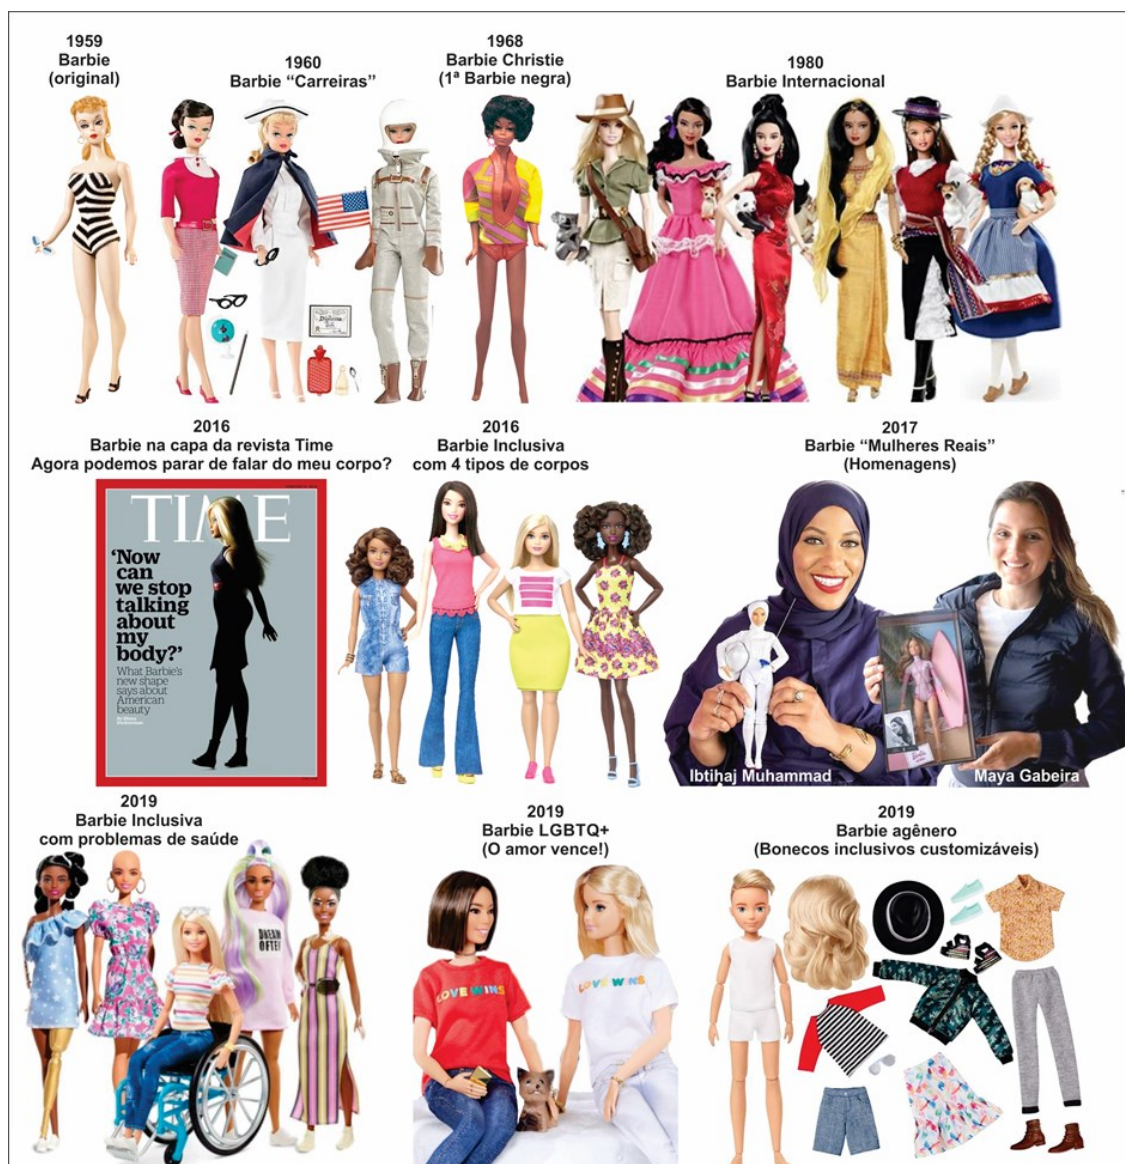 1959
Barbie
(original)
1960
Barbie “Carreiras”
1968
Barbie Christie
(1ª Barbie negra)
1980
Barbie Internacional
Diploma
2016
Barbie na capa da revista Time
Agora podemos parar de falar do meu corpo?
TIME
‘Now
can
we stop
talking
about
my
body?’
What Barbie's
new shape
says about
American
beauty
2016
Barbie Inclusiva
com 4 tipos de corpos
2017
Barbie “Mulheres Reais”
(Homenagens)
Barbie
Ibtihaj Muhammad
Maya Gabeira
2019
Barbie Inclusiva
com problemas de saúde
DREAM
OFTEN
2019
Barbie LGBTQ+
(O amor vence!)
LOVE WINS
LOVE WINS
2019
Barbie agênero
(Bonecos inclusivos customizáveis)